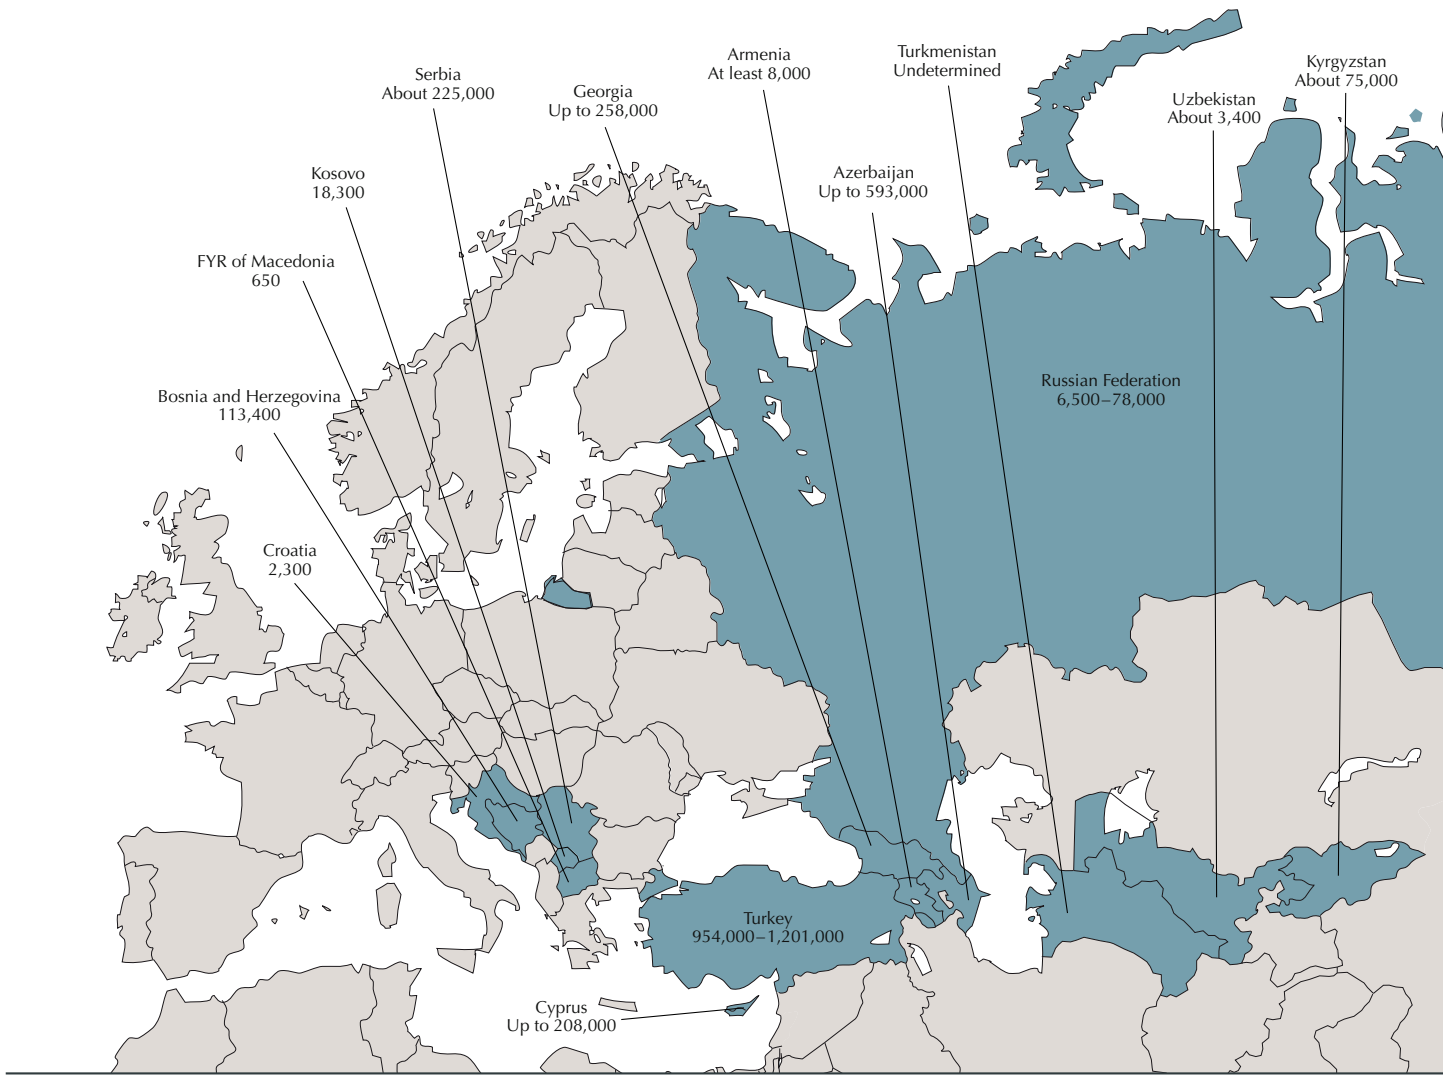 Armenia
At least 8,000
Turkmenistan
Undetermined
Kyrgyzstan
About 75,000
Serbia
About 225,000
Georgia
Up to 258,000
Uzbekistan
About 3,400
Kosovo
18,300
Azerbaijan
Up to 593,000
FYR of Macedonia
650
Russian Federation
6,500–78,000
Bosnia and Herzegovina
113,400
Croatia
2,300
Turkey
954,000–1,201,000
Cyprus
Up to 208,000